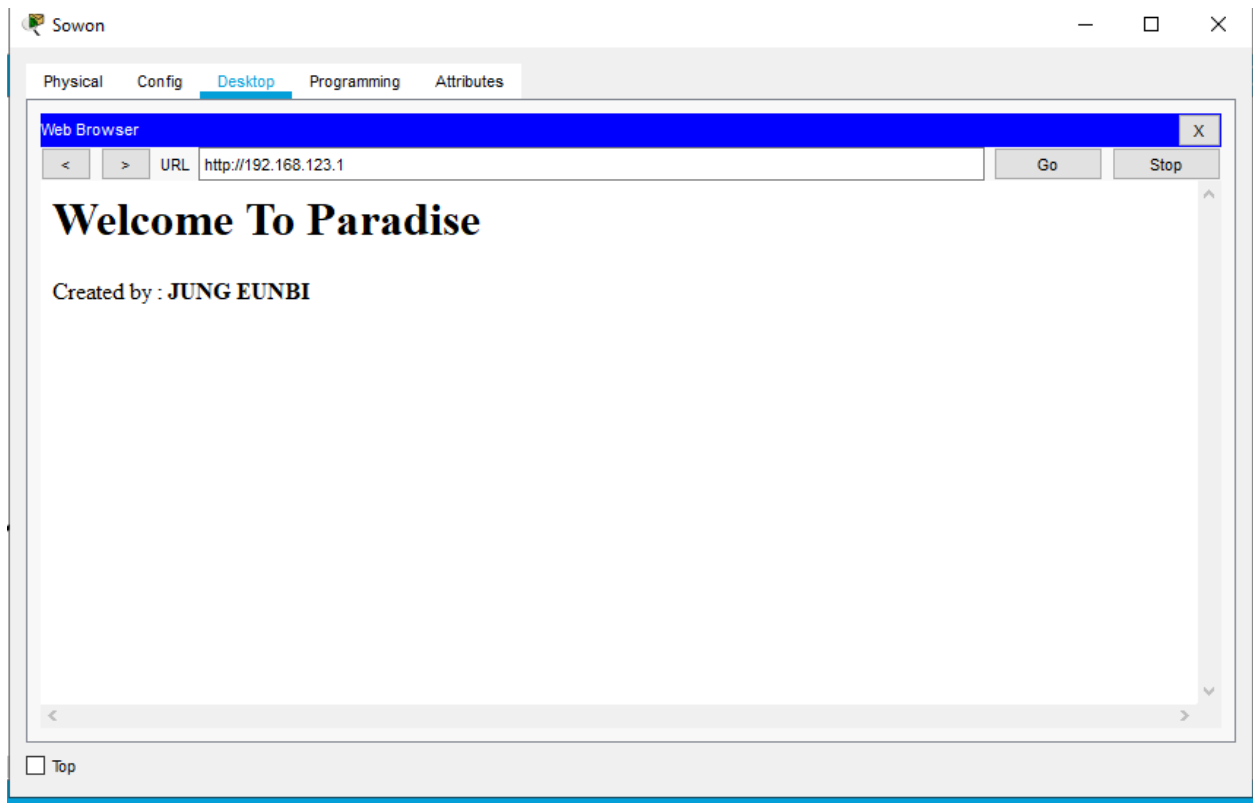 Sowon
Physical Config Desktop Programming Attributes
Web Browser X
< > URL http://192.168.123.1 Go Stop
Welcome To Paradise
Created by : JUNG EUNBI
Top